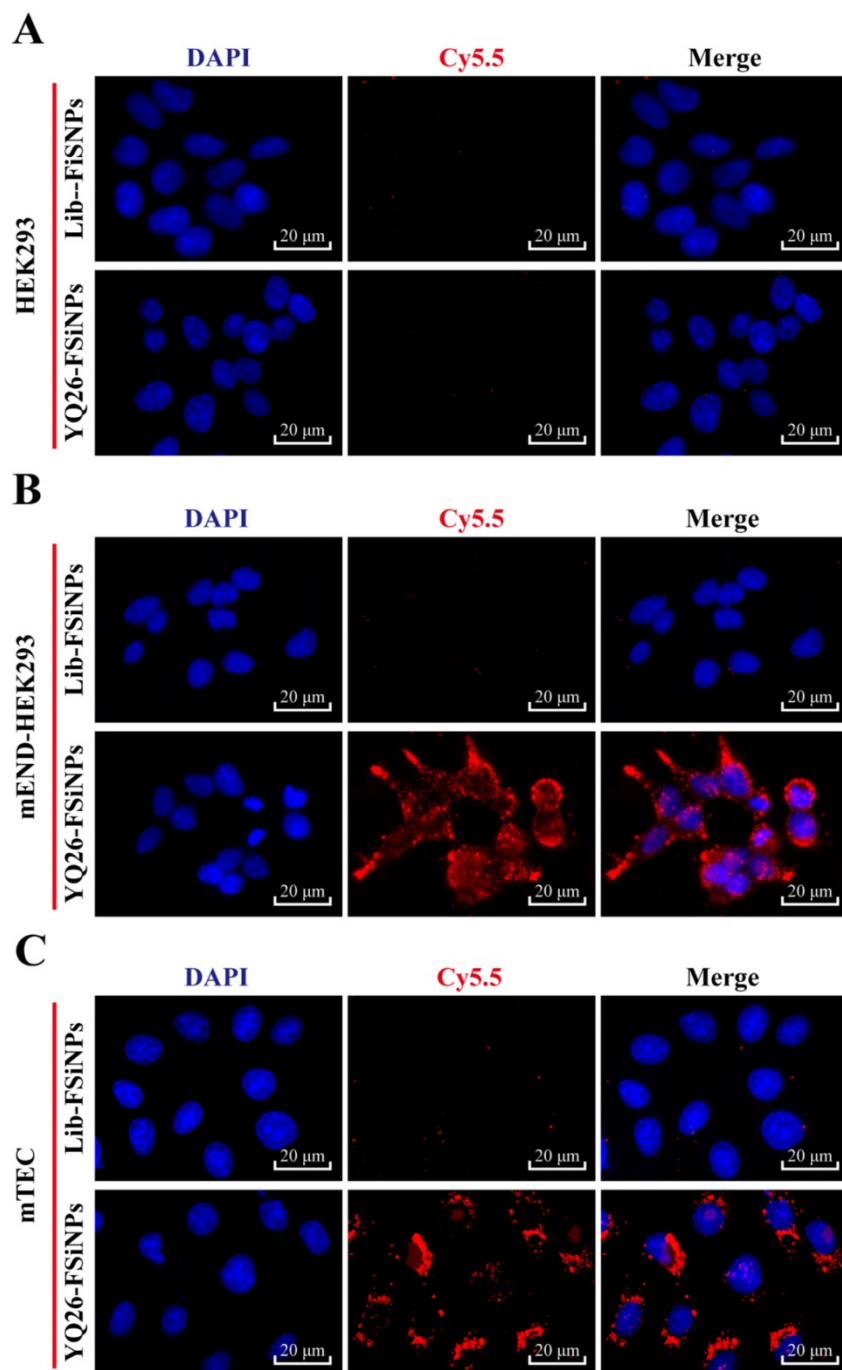 A
DAPI Cy5.5 Merge
HEK293
Lib--FiSNPs
20 μm 20 μm 20 μm
YQ26-FSiNPs
20 μm 20 μm 20 μm
B
DAPI Cy5.5 Merge
mEND-HEK293
Lib-FSiNPs
20 μm 20 μm 20 μm
YQ26-FSiNPs
20 μm 20 μm 20 μm
C
DAPI Cy5.5 Merge
mTEC
Lib-FSiNPs
20 μm 20 μm 20 μm
YQ26-FSiNPs
20 μm 20 μm 20 μm